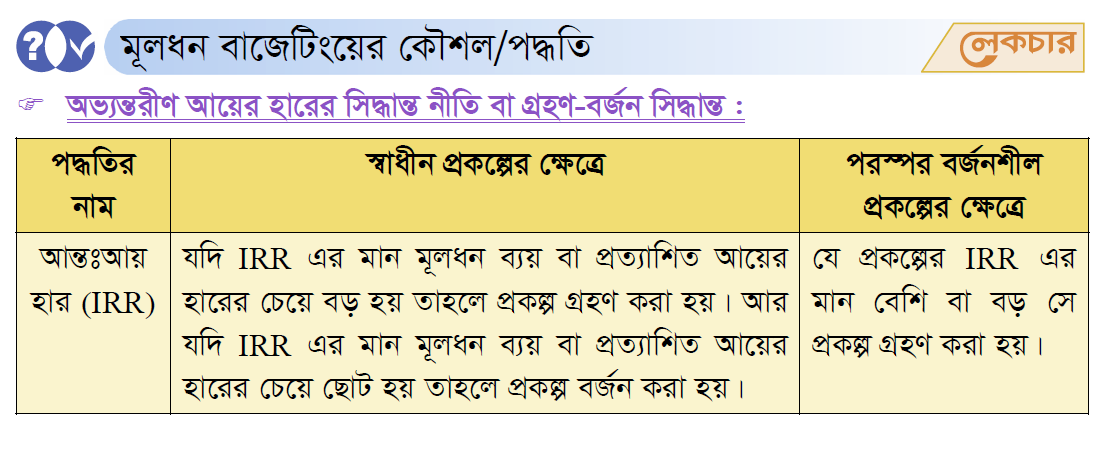 মূলধন বাজেটিংয়ের কৌশল/পদ্ধতি
লেকচার
অভ্যন্তরীণ আয়ের হারের সিদ্ধান্ত নীতি বা গ্রহণ-বর্জন সিদ্ধান্ত :
পদ্ধতির
নাম
স্বাধীন প্রকল্পের ক্ষেত্রে
পরস্পর বর্জনশীল
প্রকল্পের ক্ষেত্রে
আন্তঃআয়
হার (IRR)
যদি IRR এর মান মূলধন ব্যয় বা প্রত্যাশিত আয়ের
হারের চেয়ে বড় হয় তাহলে প্রকল্প গ্রহণ করা হয়। আর
যদি IRR এর মান মূলধন ব্যয় বা প্রত্যাশিত আয়ের
হারের চেয়ে ছোট হয় তাহলে প্রকল্প বর্জন করা হয়।
যে প্রকল্পের IRR এর
মান বেশি বা বড় সে
প্রকল্প গ্রহণ করা হয়।